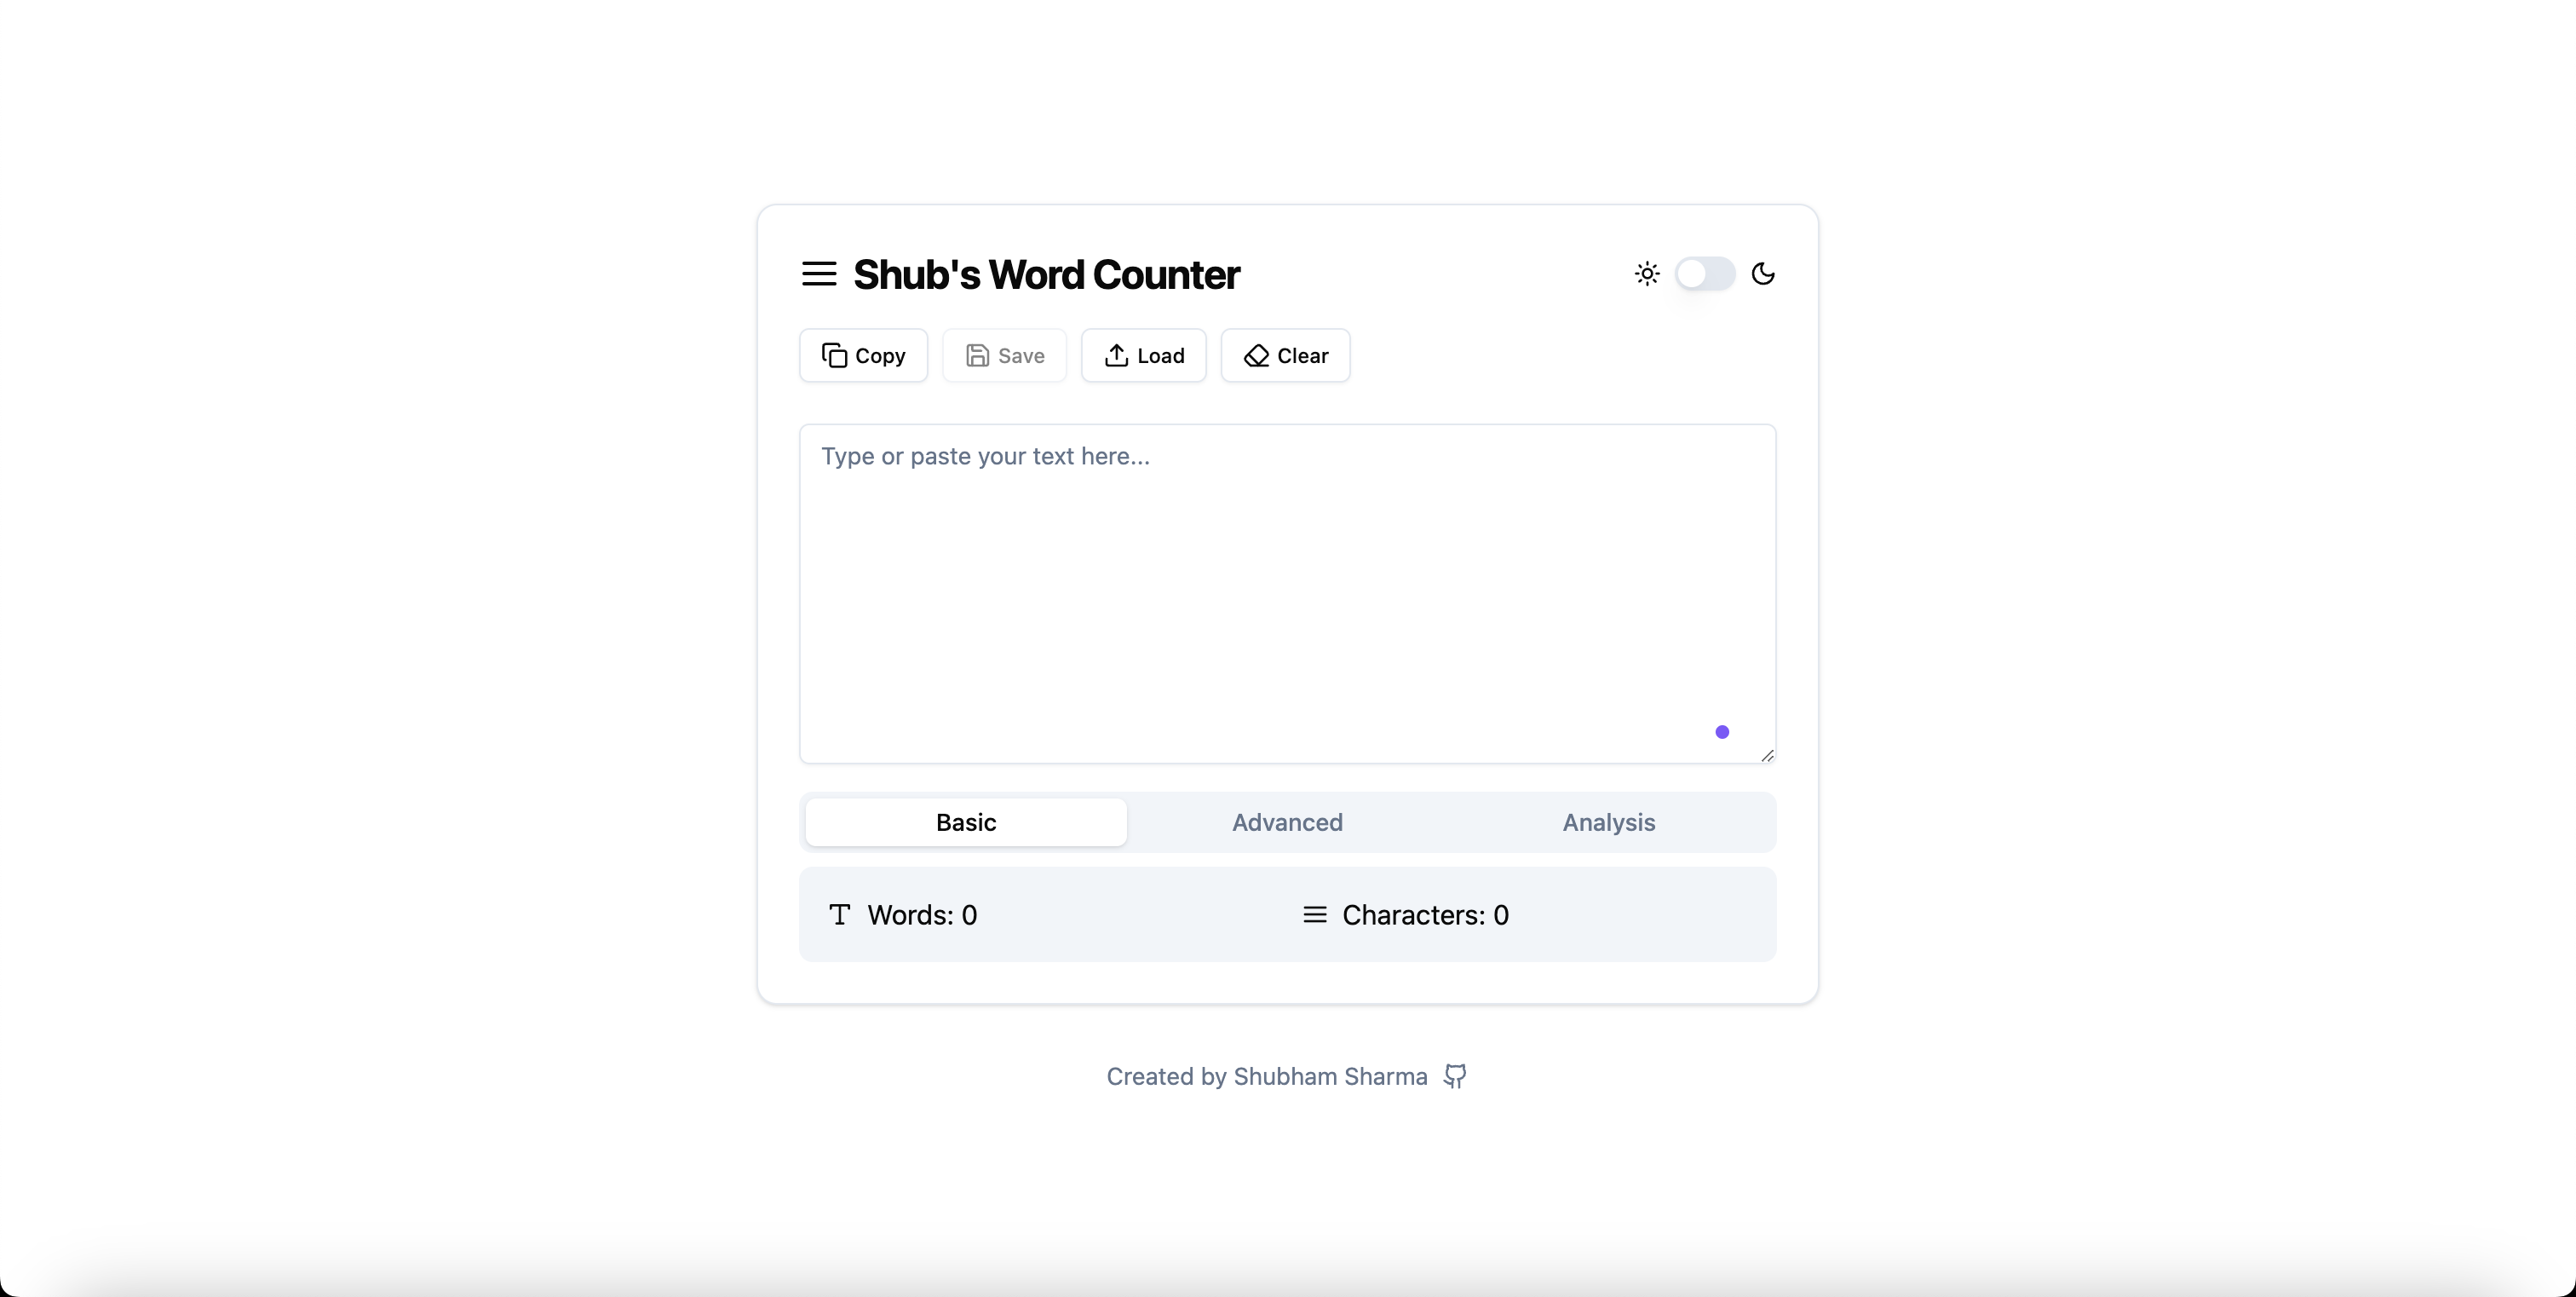 Shub's Word Counter
Copy Save Load Clear
Type or paste your text here...
Basic Advanced Analysis
Words: 0 Characters: 0
Created by Shubham Sharma